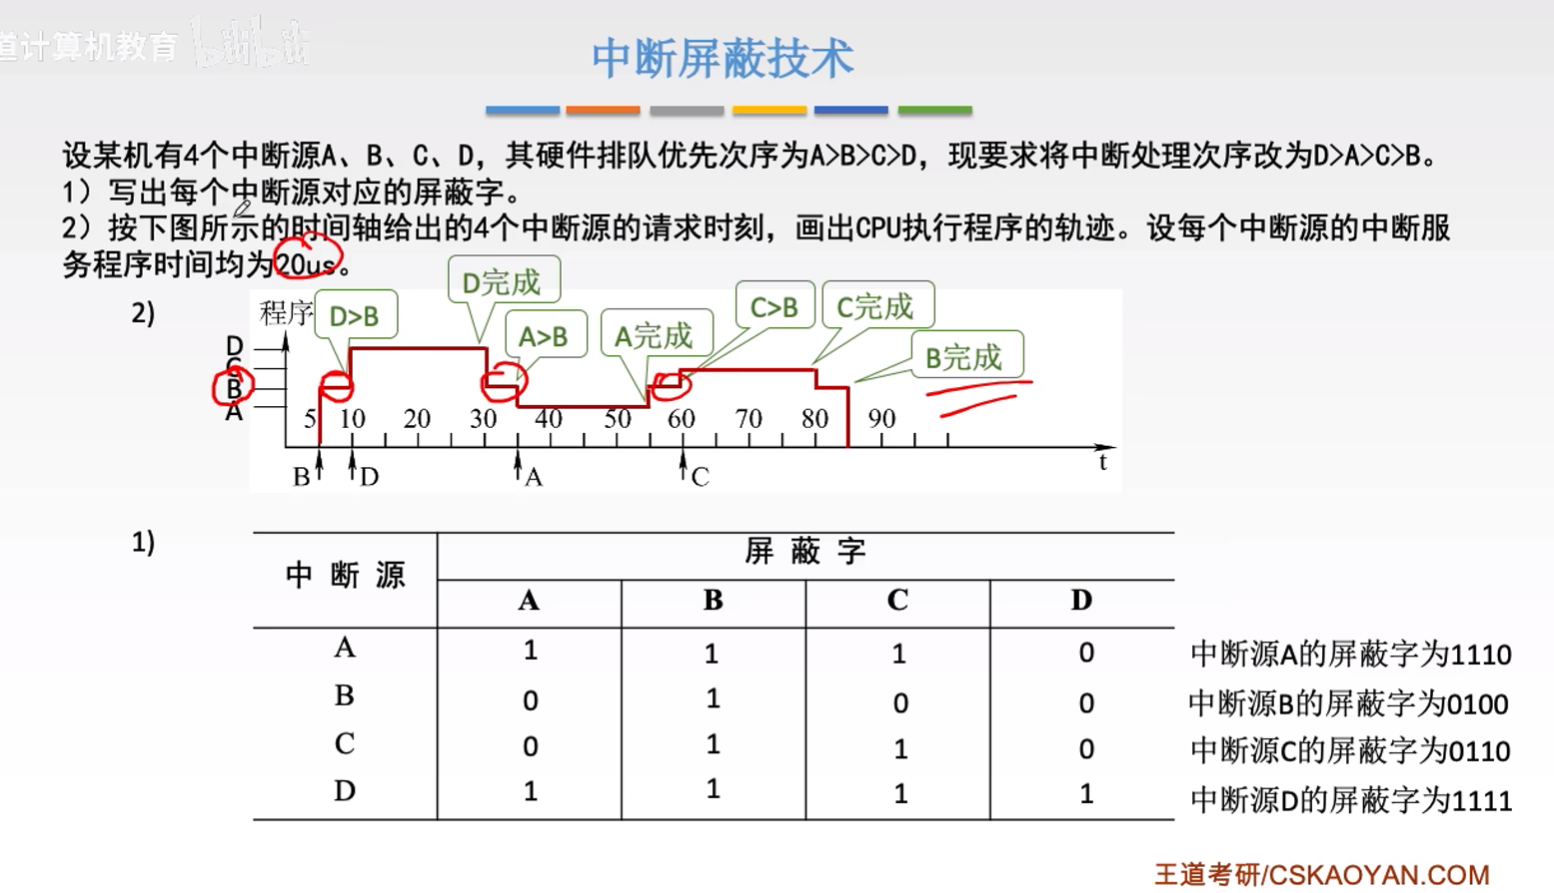 道计算机教育 bilibili
中断屏蔽技术
设某机有4个中断源A、B、C、D，其硬件排队优先次序为A>B>C>D，现要求将中断处理次序改为D>A>C>B。
1）写出每个中断源对应的屏蔽字。
2）按下图所示的时间轴给出的4个中断源的请求时刻，画出CPU执行程序的轨迹。设每个中断源的中断服
务程序时间均为20us。
2)
程序
D>B
D完成
A>B
A完成
C>B
C完成
B完成
D
C
B
A
5 10 20 30 40 50 60 70 80 90
B D A C t
1)
中断源 屏蔽字
A B C D
A 1 1 1 0 中断源A的屏蔽字为1110
B 0 1 0 0 中断源B的屏蔽字为0100
C 0 1 1 0 中断源C的屏蔽字为0110
D 1 1 1 1 中断源D的屏蔽字为1111
王道考研/CSKAOYAN.COM